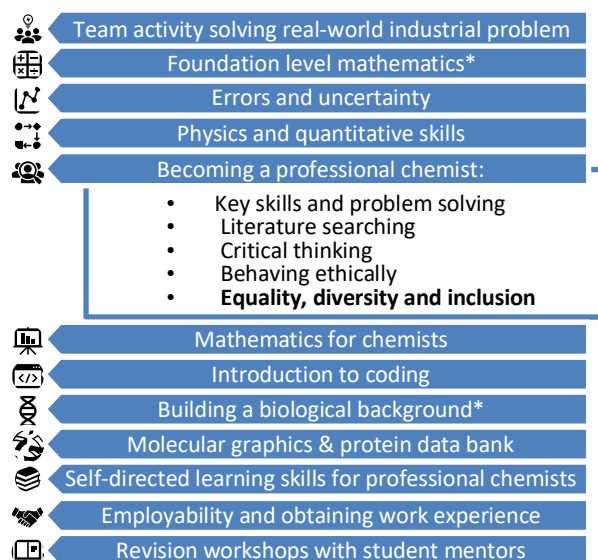 Team activity solving real-world industrial problem
Foundation level mathematics*
Errors and uncertainty
Physics and quantitative skills
Becoming a professional chemist:
• Key skills and problem solving
• Literature searching
• Critical thinking
• Behaving ethically
• Equality, diversity and inclusion
Mathematics for chemists
Introduction to coding
Building a biological background*
Molecular graphics & protein data bank
Self-directed learning skills for professional chemists
Employability and obtaining work experience
Revision workshops with student mentors